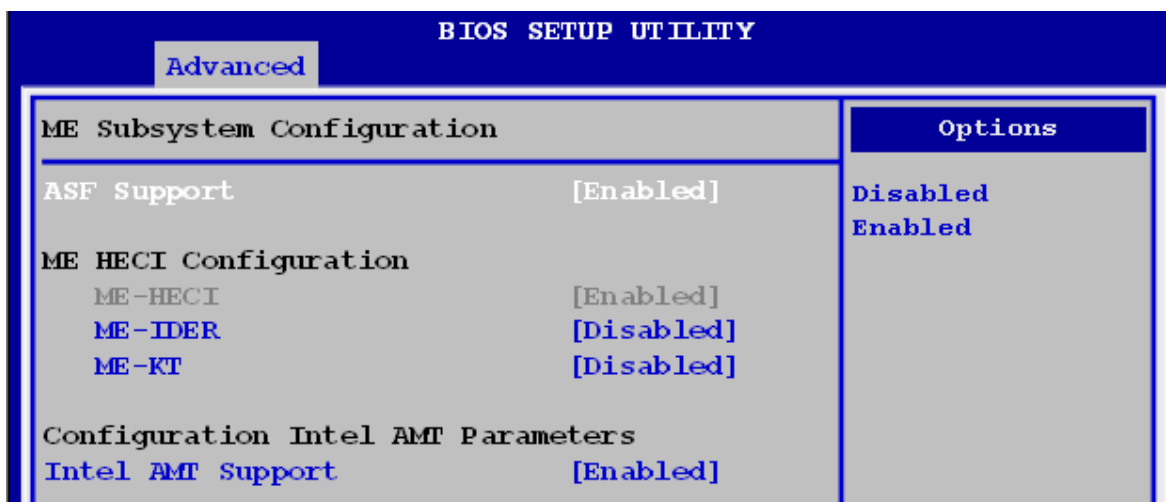 BIOS SETUP UTILITY
Advanced
ME Subsystem Configuration
ASF Support [Enabled]
ME HECI Configuration
ME-HECI [Enabled]
ME-IDER [Disabled]
ME-KT [Disabled]
Configuration Intel AMT Parameters
Intel AMT Support [Enabled]
Options
Disabled
Enabled